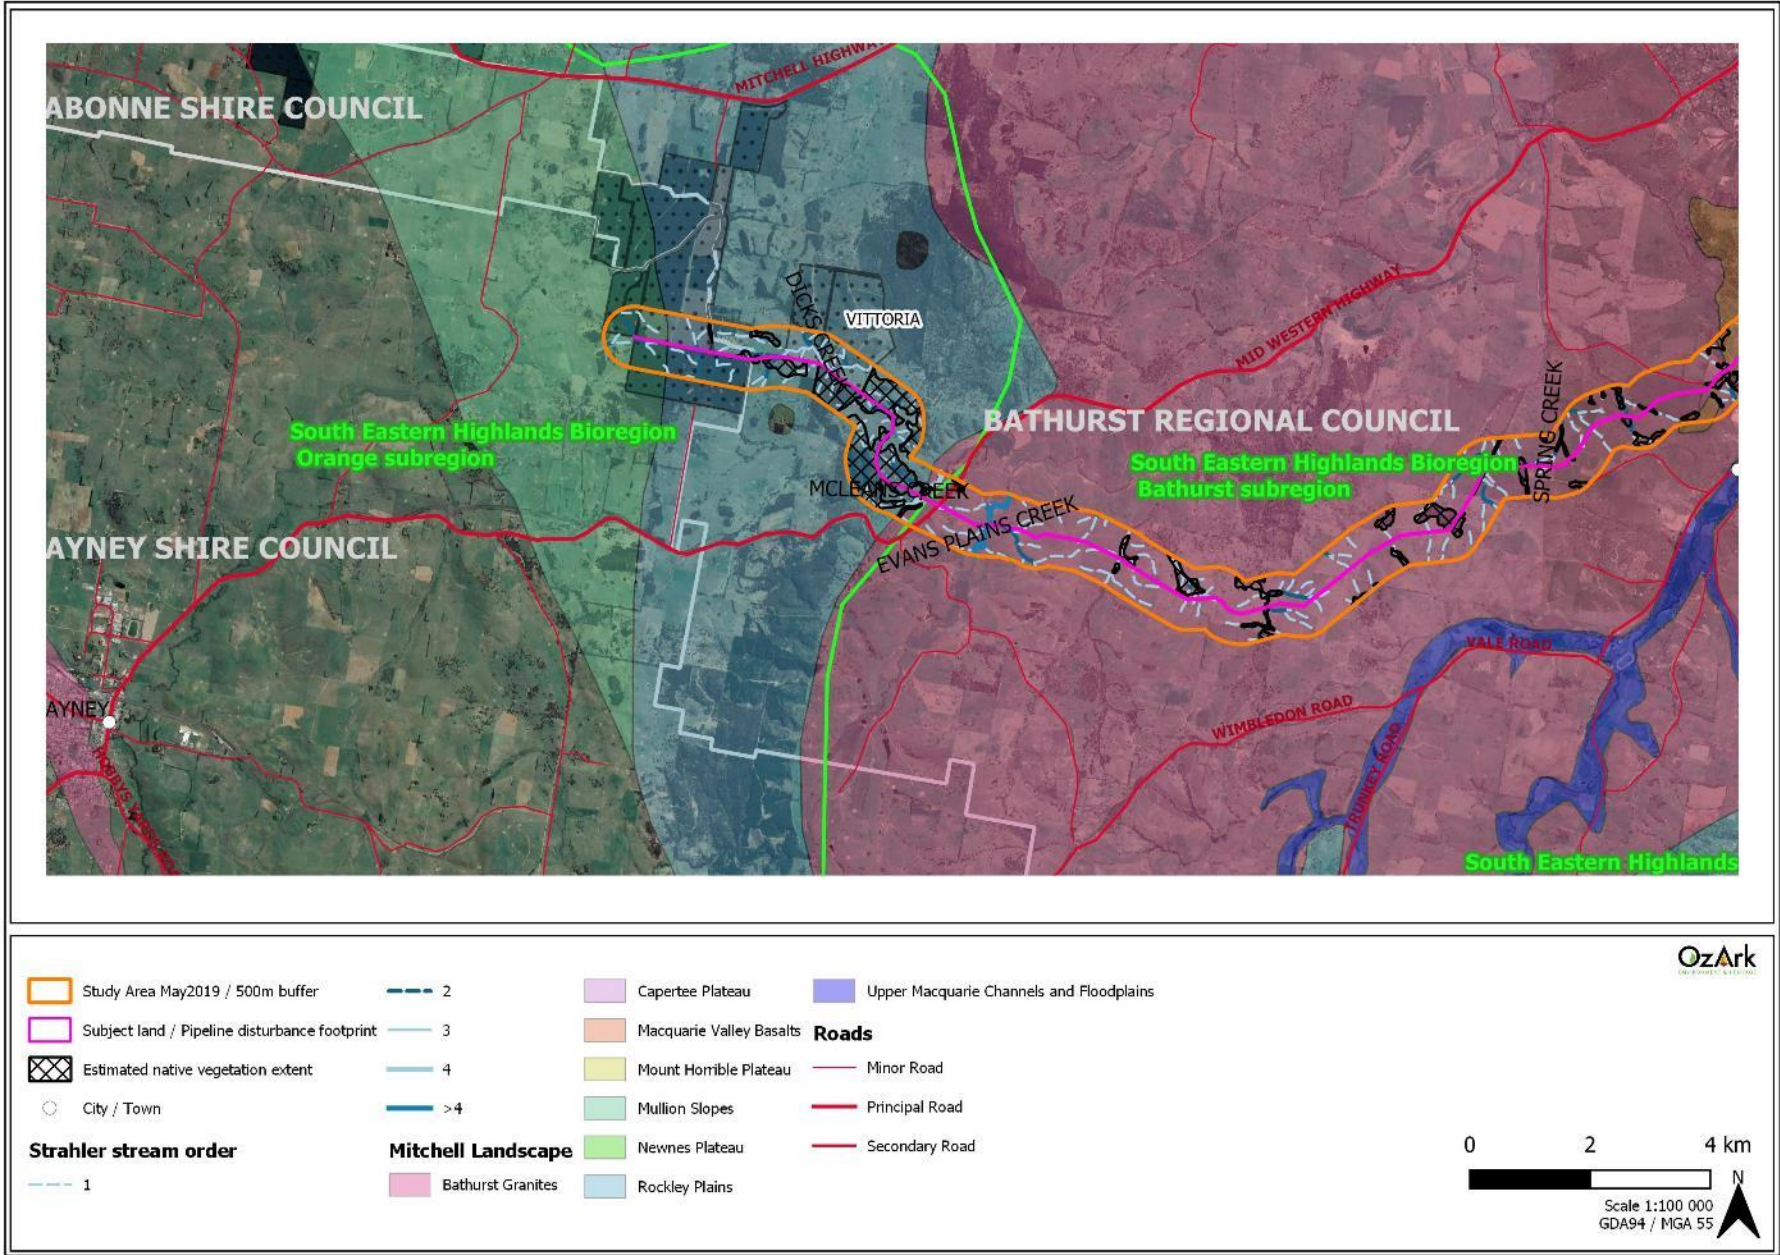 MITCHELL HIGHWAY
ABONNE SHIRE COUNCIL
DICKS CREEK
VITTORIA
MID WESTERN HIGHWAY
BATHURST REGIONAL COUNCIL
SPRING CREEK
South Eastern Highlands Bioregion
Orange subregion
South Eastern Highlands Bioregion
Bathurst subregion
MCLEANS CREEK
EVANS PLAINS CREEK
AYNEY SHIRE COUNCIL
VALE ROAD
AYNEY
WIMBLEDON ROAD
TRUNKEY ROAD
South Eastern Highlands
OzArk
Study Area May2019 / 500m buffer
Subject land / Pipeline disturbance footprint
Estimated native vegetation extent
City / Town
Strahler stream order
1
2
3
4
>4
Mitchell Landscape
Bathurst Granites
Capertee Plateau
Macquarie Valley Basalts
Mount Horrible Plateau
Mullion Slopes
Newnes Plateau
Rockley Plains
Upper Macquarie Channels and Floodplains
Roads
Minor Road
Principal Road
Secondary Road
0 2 4 km
N
Scale 1:100 000
GDA94 / MGA 55